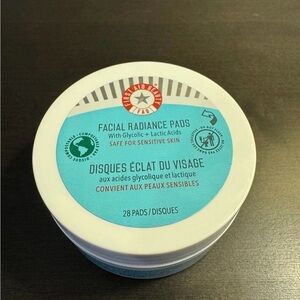 FIRST AID BEAUTY
FACIAL RADIANCE PADS
With Glycolic + Lactic Acids
SAFE FOR SENSITIVE SKIN
DISQUES ÉCLAT DU VISAGE
aux acides glycolique et lactique
CONVIENT AUX PEAUX SENSIBLES
28 PADS / DISQUES